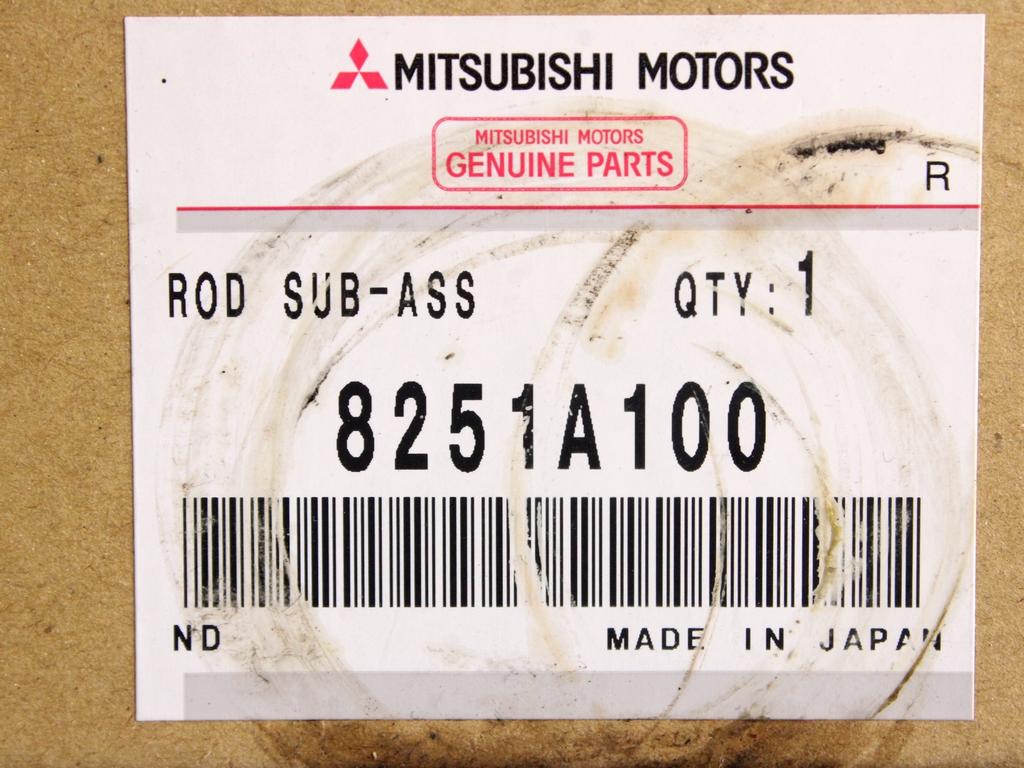 MITSUBISHI MOTORS
MITSUBISHI MOTORS
GENUINE PARTS
R
ROD SUB-ASS QTY: 1
8251A100
ND MADE IN JAPAN